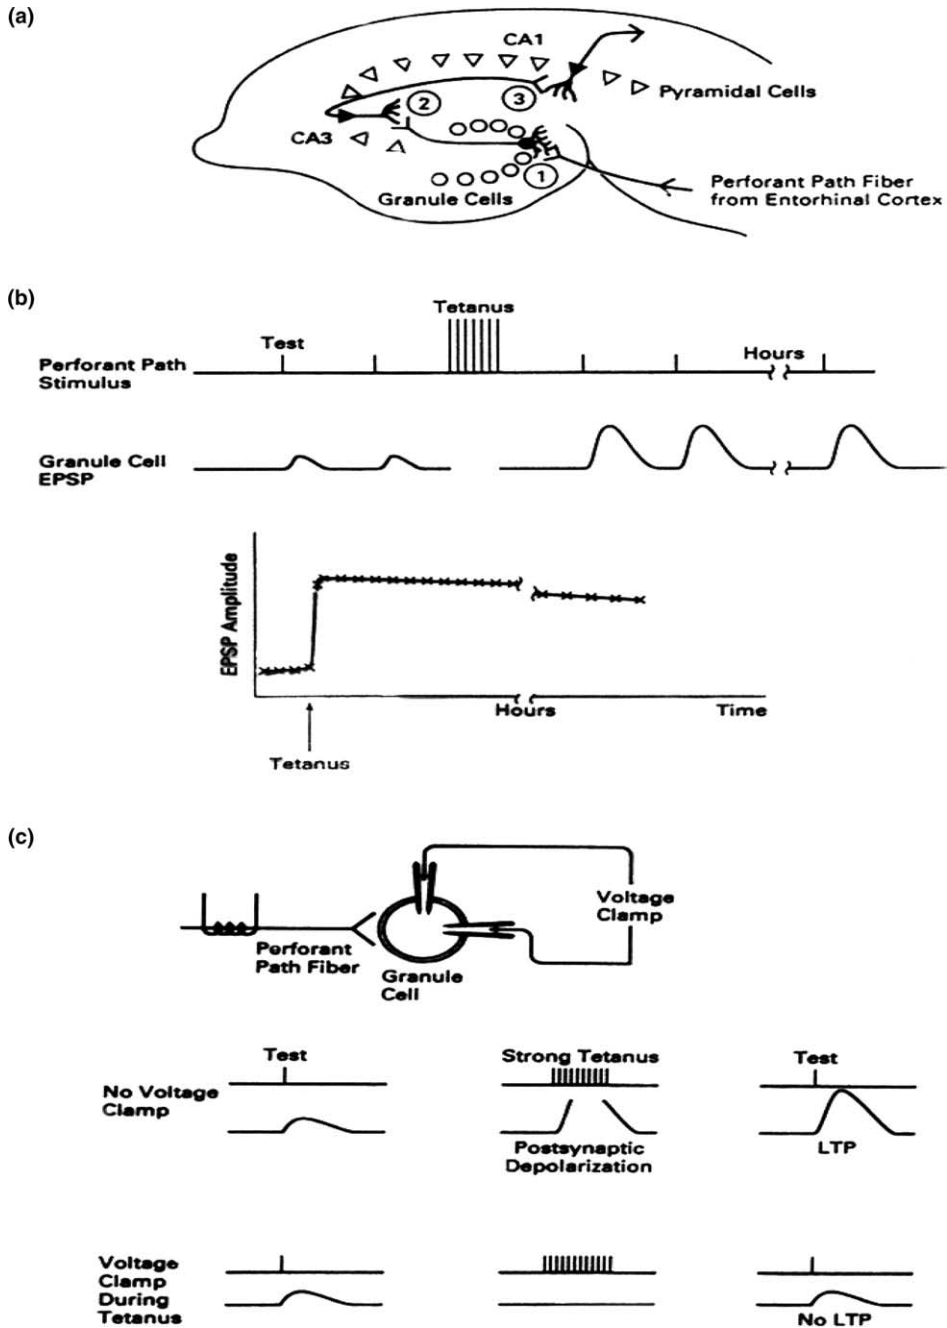 (a)
CA1
Pyramidal Cells
2
3
CA3
1
Granule Cells
Perforant Path Fiber
from Entorhinal Cortex
(b)
Tetanus
Test
Hours
Perforant Path
Stimulus
Granule Cell
EPSP
EPSP Amplitude
Hours
Time
Tetanus
(c)
Voltage
Clamp
Perforant
Path Fiber
Granule
Cell
Test
Strong Tetanus
Test
No Voltage
Clamp
Postsynaptic
Depolarization
LTP
Voltage
Clamp
During
Tetanus
No LTP